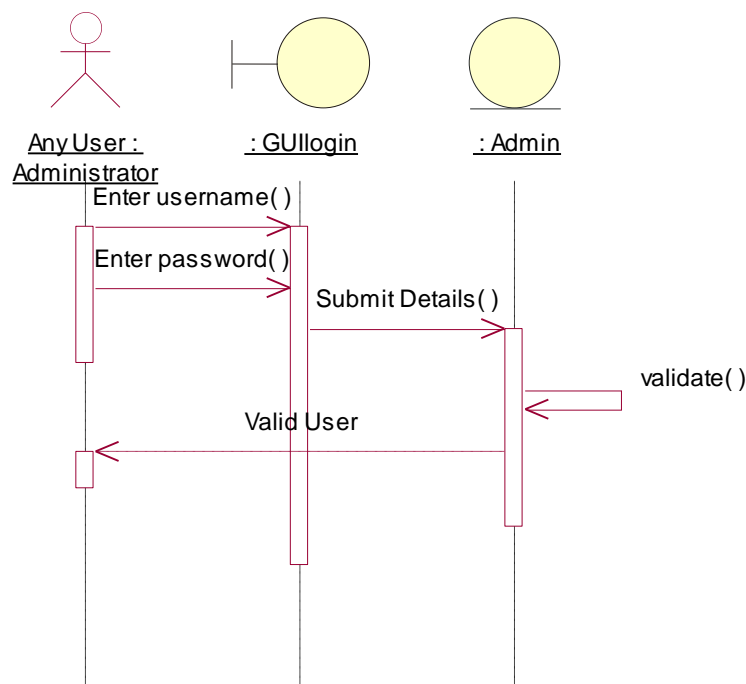 Any User :
Administrator
: GUIlogin
: Admin
Enter username( )
Enter password( )
Submit Details( )
validate( )
Valid User